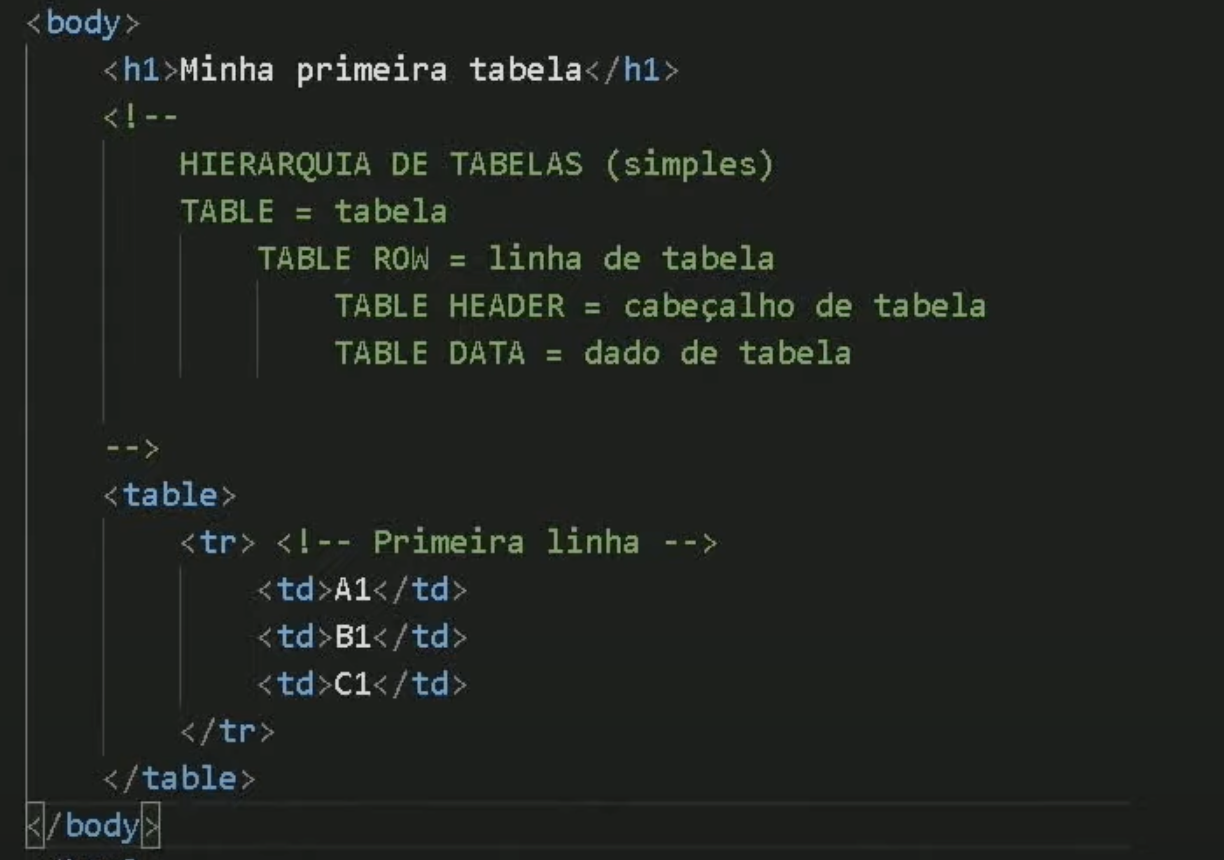 <body>
<h1>Minha primeira tabela</h1>
<!--
HIERARQUIA DE TABELAS (simples)
TABLE = tabela
TABLE ROW = linha de tabela
TABLE HEADER = cabeçalho de tabela
TABLE DATA = dado de tabela
-->
<table>
<tr> <!-- Primeira linha -->
<td>A1</td>
<td>B1</td>
<td>C1</td>
</tr>
</table>
</body>